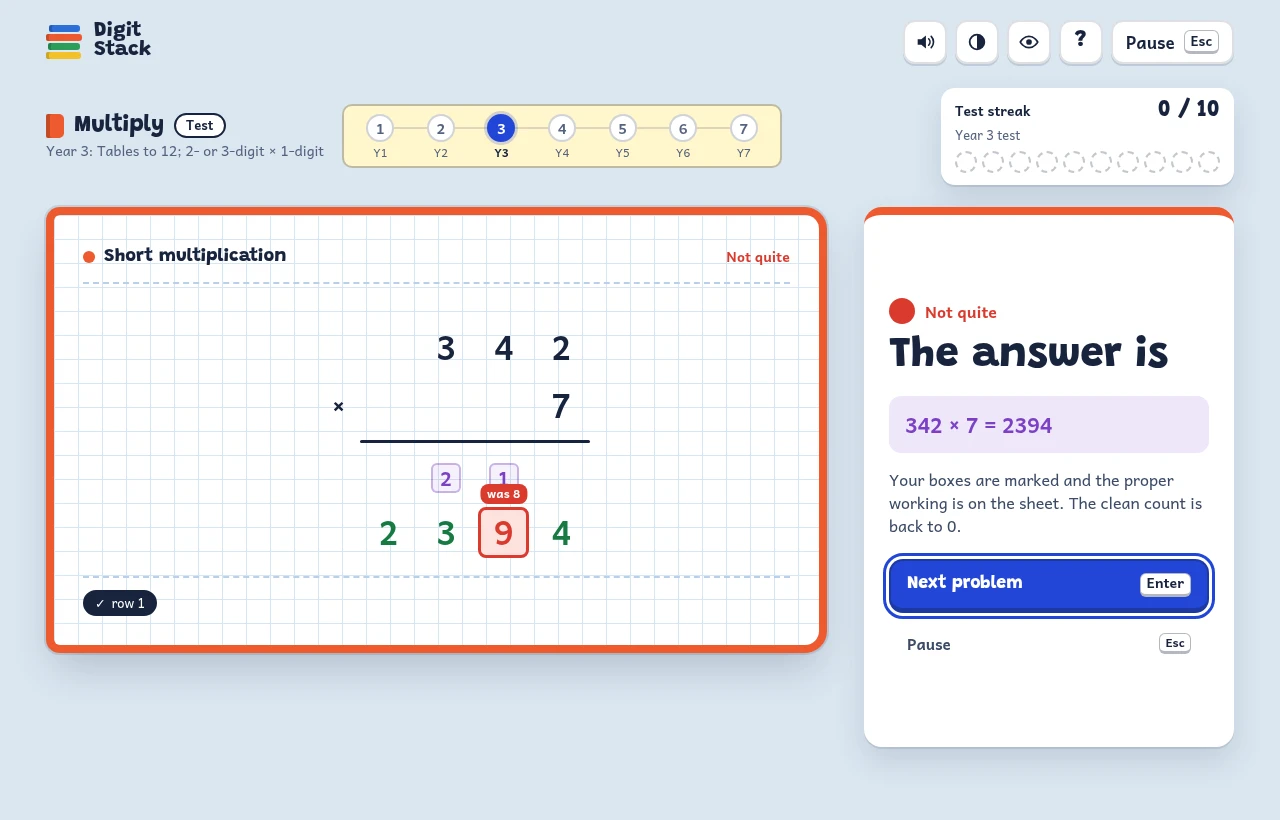 Digit
Stack
?
Pause Esc
Multiply Test
Year 3: Tables to 12; 2- or 3-digit × 1-digit
1 2 3 4 5 6 7
Y1 Y2 Y3 Y4 Y5 Y6 Y7
Test streak 0 / 10
Year 3 test
Short multiplication Not quite
3 4 2
× 7
2 1
was 8
2 3 9 4
✓ row 1
Not quite
The answer is
342 × 7 = 2394
Your boxes are marked and the proper
working is on the sheet. The clean count is
back to 0.
Next problem Enter
Pause Esc